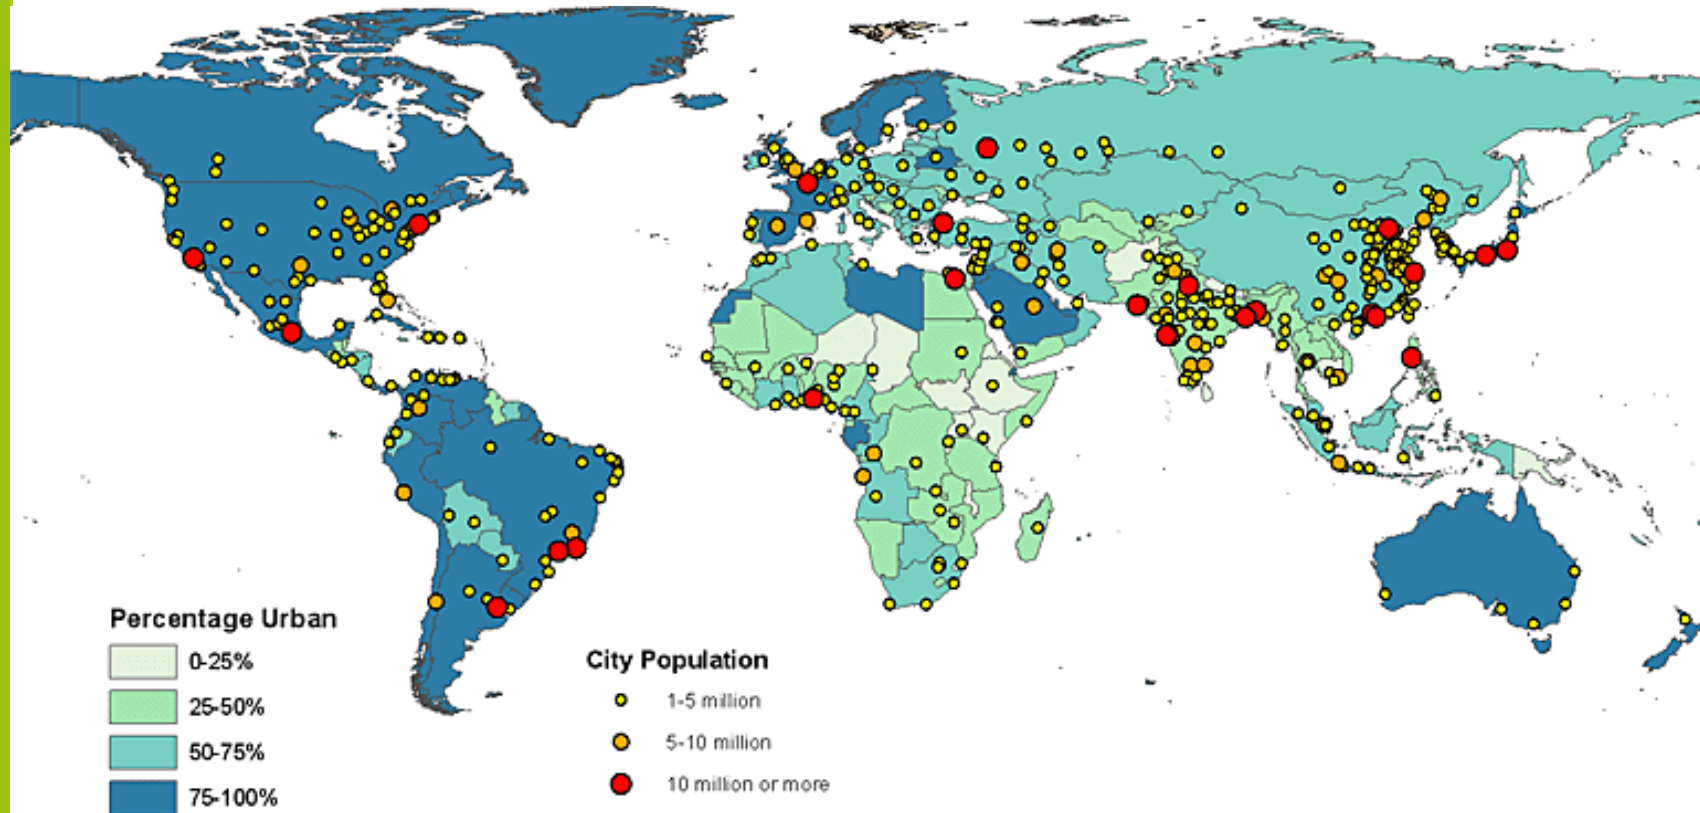 Percentage Urban
0-25%
25-50%
50-75%
75-100%
City Population
1-5 million
5-10 million
10 million or more